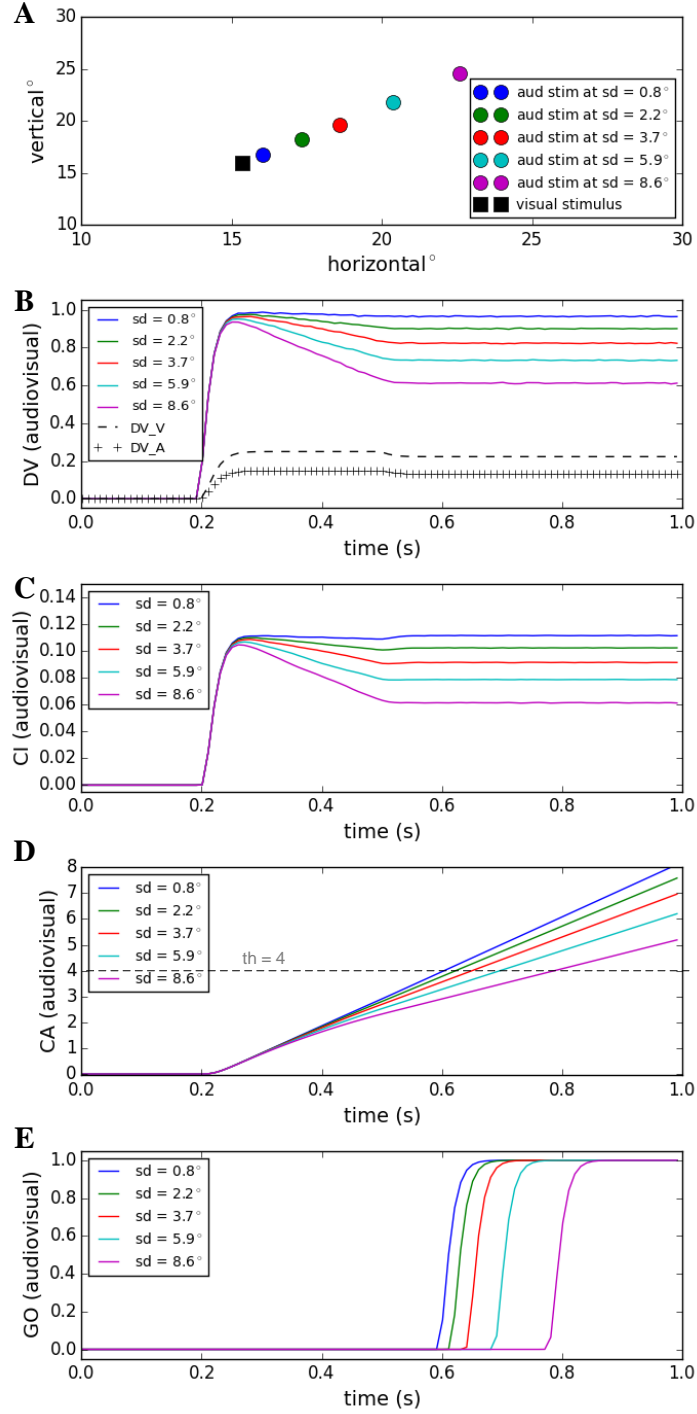 A
30
25
20
15
10
vertical°
aud stim at sd = 0.8°
aud stim at sd = 2.2°
aud stim at sd = 3.7°
aud stim at sd = 5.9°
aud stim at sd = 8.6°
visual stimulus
10 15 20 25 30
horizontal°
B
1.0
0.8
0.6
0.4
0.2
0.0
DV (audiovisual)
sd = 0.8°
sd = 2.2°
sd = 3.7°
sd = 5.9°
sd = 8.6°
DV_V
DV_A
0.0 0.2 0.4 0.6 0.8 1.0
time (s)
C
0.14
0.12
0.10
0.08
0.06
0.04
0.02
0.00
CI (audiovisual)
sd = 0.8°
sd = 2.2°
sd = 3.7°
sd = 5.9°
sd = 8.6°
0.0 0.2 0.4 0.6 0.8 1.0
time (s)
D
8
7
6
5
4
3
2
1
0
CA (audiovisual)
sd = 0.8°
sd = 2.2°
sd = 3.7°
sd = 5.9°
sd = 8.6°
th = 4
0.0 0.2 0.4 0.6 0.8 1.0
time (s)
E
1.0
0.8
0.6
0.4
0.2
0.0
GO (audiovisual)
sd = 0.8°
sd = 2.2°
sd = 3.7°
sd = 5.9°
sd = 8.6°
0.0 0.2 0.4 0.6 0.8 1.0
time (s)